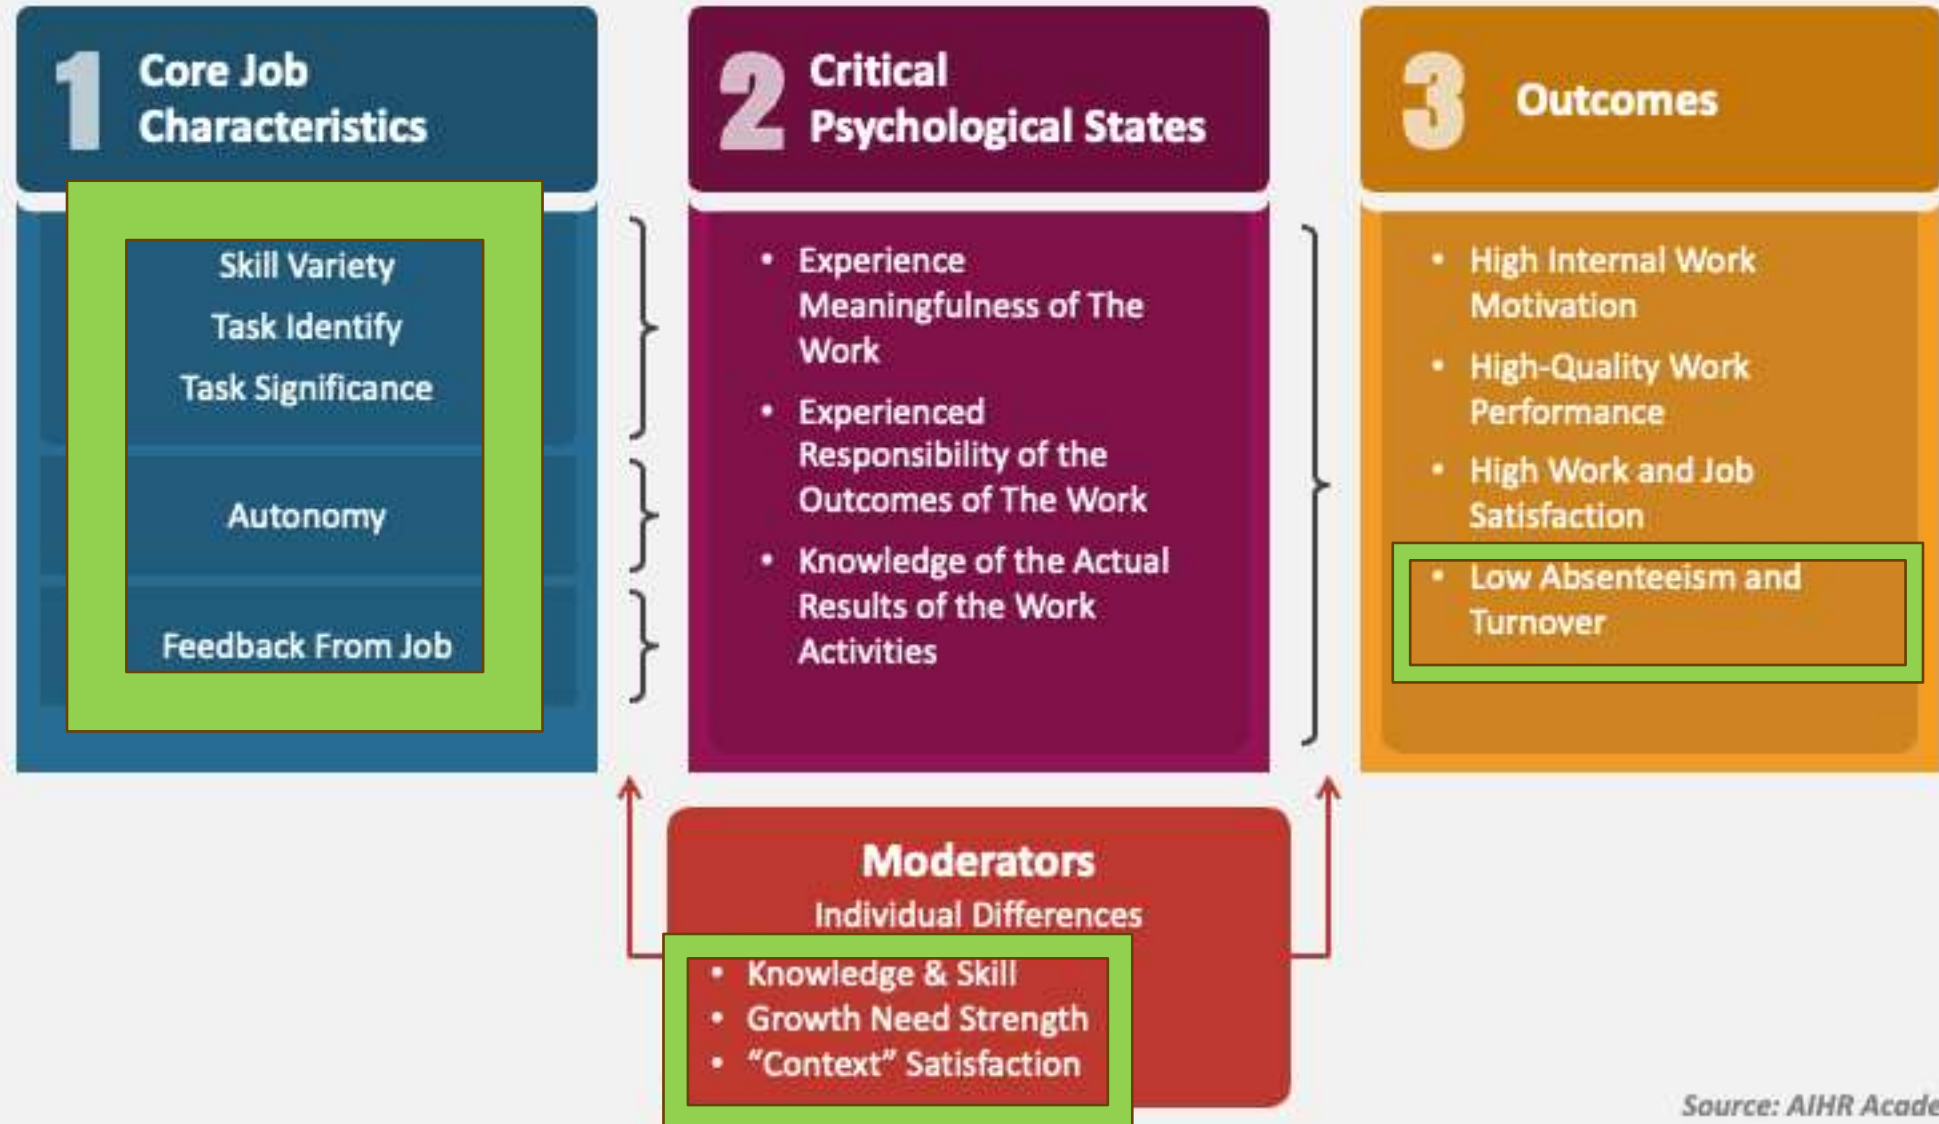 1
Core Job
Characteristics
Skill Variety
Task Identify
Task Significance
Autonomy
Feedback From Job
2
Critical
Psychological States
• Experience
Meaningfulness of The
Work
• Experienced
Responsibility of the
Outcomes of The Work
• Knowledge of the Actual
Results of the Work
Activities
3
Outcomes
• High Internal Work
Motivation
• High-Quality Work
Performance
• High Work and Job
Satisfaction
• Low Absenteeism and
Turnover
Moderators
Individual Differences
• Knowledge & Skill
• Growth Need Strength
• “Context” Satisfaction
Source: AIHR Acade